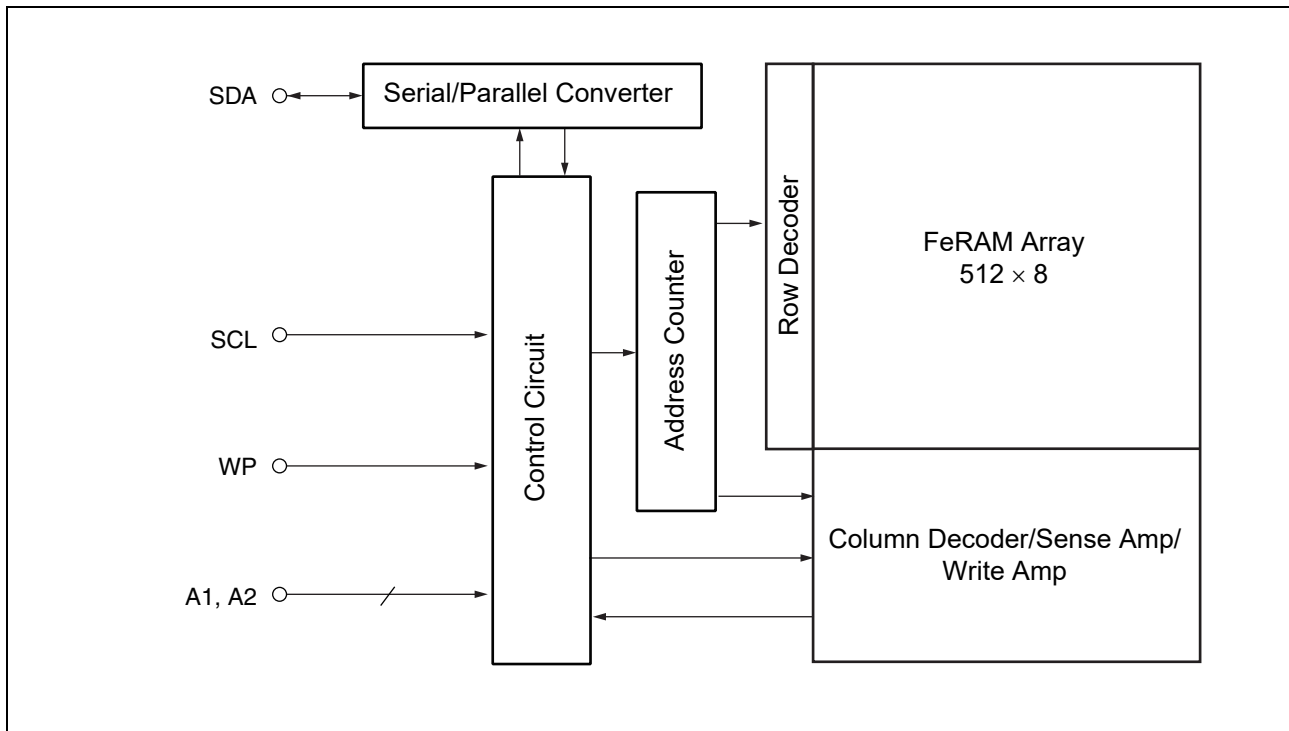 SDA
Serial/Parallel Converter
SCL
WP
A1, A2
Control Circuit
Address Counter
Row Decoder
FeRAM Array
512 × 8
Column Decoder/Sense Amp/
Write Amp